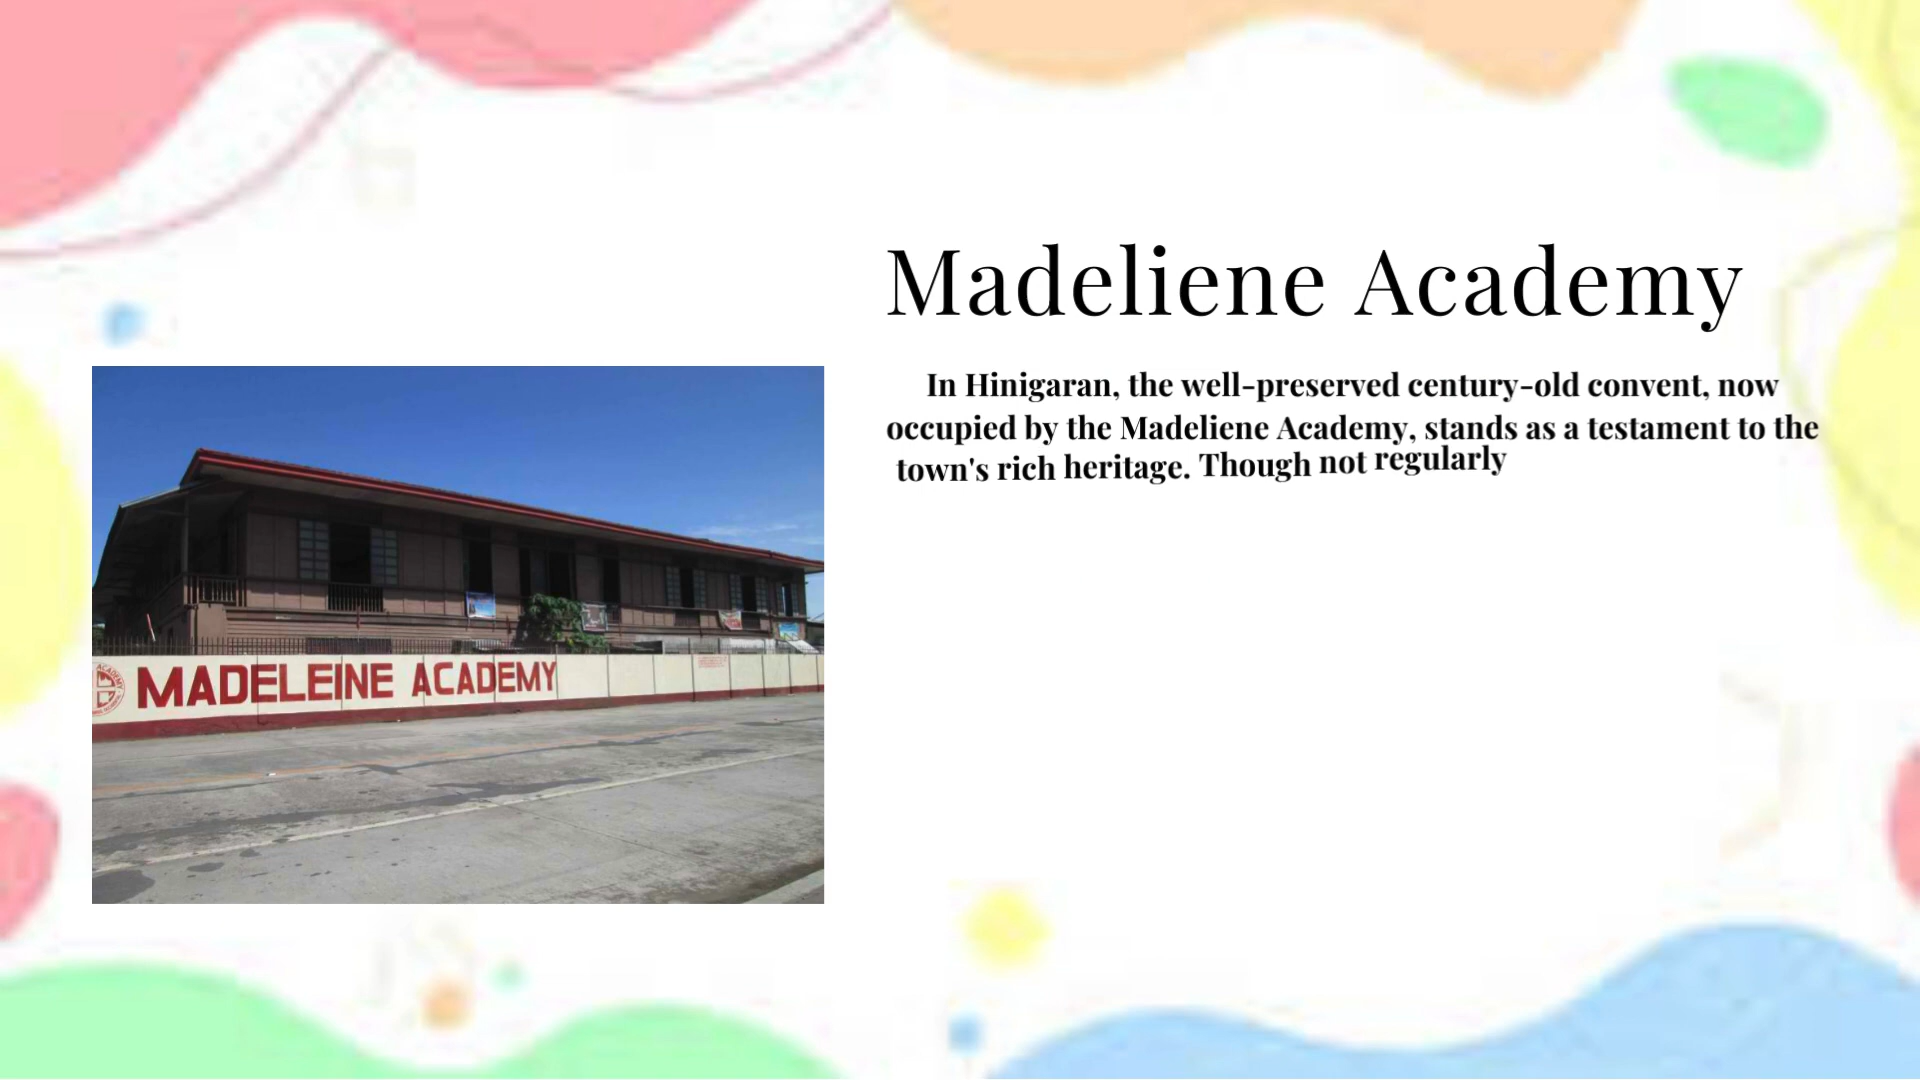 Madeliene Academy
In Hinigaran, the well-preserved century-old convent, now
occupied by the Madeliene Academy, stands as a testament to the
town's rich heritage. Though not regularly
MADELEINE ACADEMY